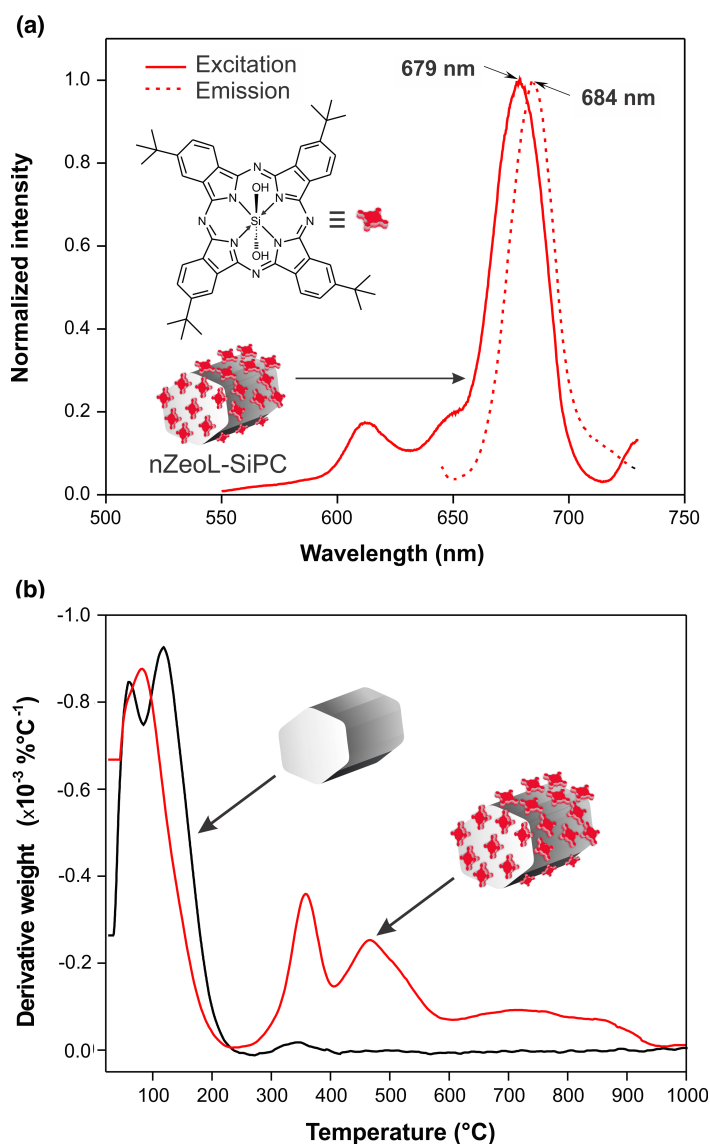 (a)
Excitation
Emission
679 nm
684 nm
Normalized intensity
1.0
1.0
0.8
0.6
0.4
0.2
0.0
N
N
N
N
N
N
N
N
OH
Si
OH
≡
nZeoL-SiPC
500
550
600
650
700
750
Wavelength (nm)
(b)
Derivative weight (×10⁻³ %°C⁻¹)
-1.0
-0.8
-0.6
-0.4
-0.2
0.0
100
200
300
400
500
600
700
800
900
1000
Temperature (°C)